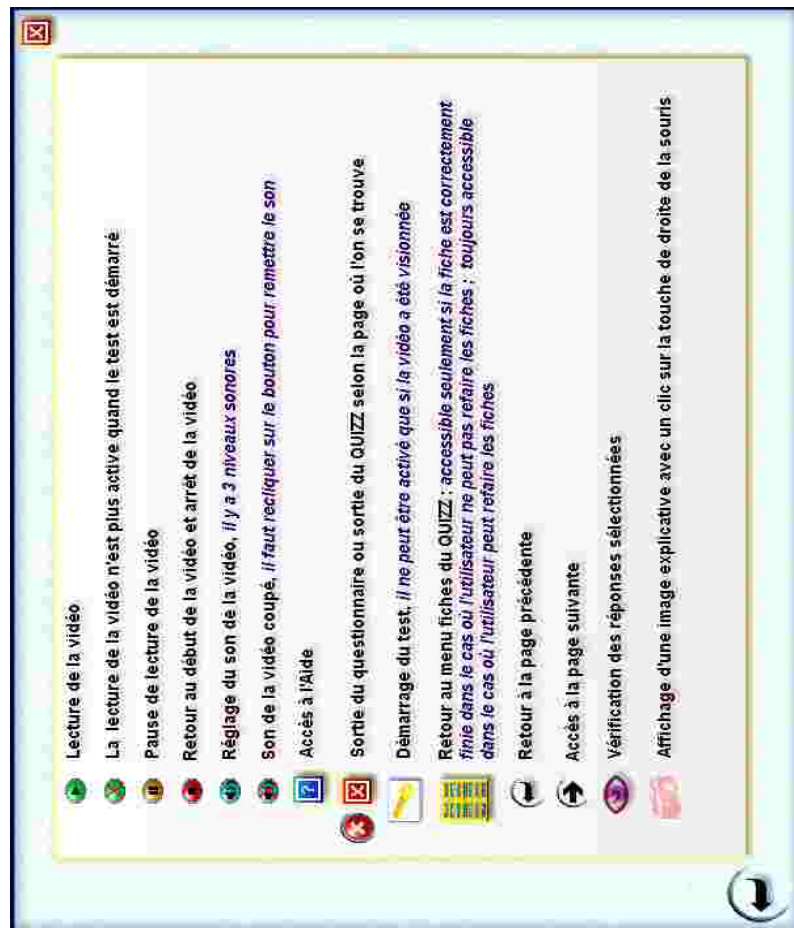 Lecture de la vidéo
La lecture de la vidéo n'est plus active quand le test est démarré
Pause de lecture de la vidéo
Retour au début de la vidéo et arrêt de la vidéo
Réglage du son de la vidéo, il y a 3 niveaux sonores
Son de la vidéo coupé, il faut recliquer sur le bouton pour remettre le son
Accès à l'Aide
Sortie du questionnaire ou sortie du QUIZZ selon la page où l'on se trouve
Démarrage du test, il ne peut être activé que si la vidéo a été visionnée
Retour au menu fiches du QUIZZ : accessible seulement si la fiche est correctement
finie dans le cas où l'utilisateur ne peut pas refaire les fiches ; toujours accessible
dans le cas où l'utilisateur peut refaire les fiches
Retour à la page précédente
Accès à la page suivante
Vérification des réponses sélectionnées
Affichage d'une image explicative avec un clic sur la touche de droite de la souris